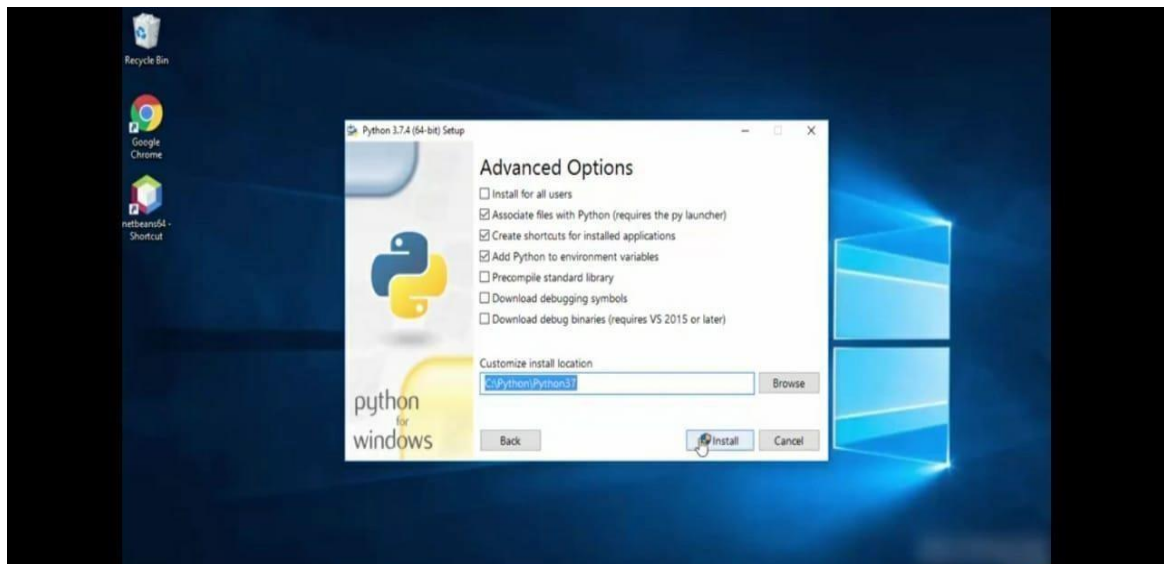 Recycle Bin
Google
Chrome
netbeans64 -
Shortcut
Python 3.7.4 (64-bit) Setup
Advanced Options
Install for all users
Associate files with Python (requires the py launcher)
Create shortcuts for installed applications
Add Python to environment variables
Precompile standard library
Download debugging symbols
Download debug binaries (requires VS 2015 or later)
Customize install location
C:\Python\Python37
Browse
python
for
windows
Back
Install
Cancel